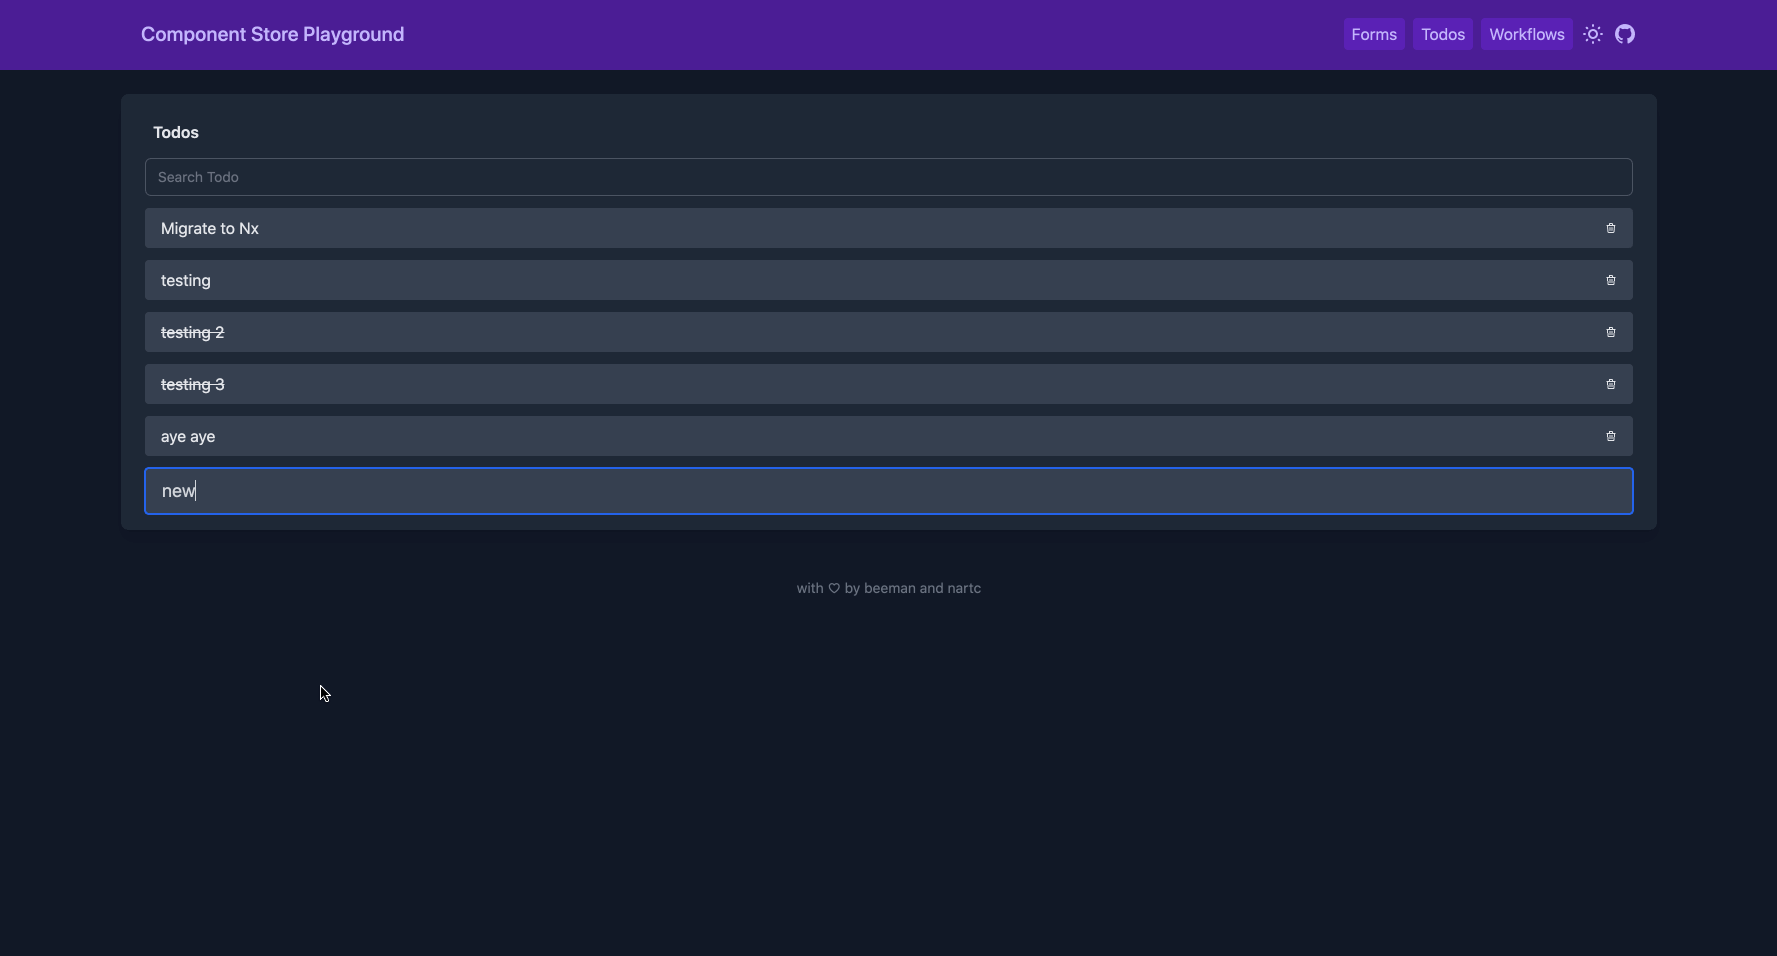 Component Store Playground
Forms Todos Workflows
Todos
Search Todo
Migrate to Nx
testing
testing 2
testing 3
aye aye
new
with ♡ by beeman and nartc